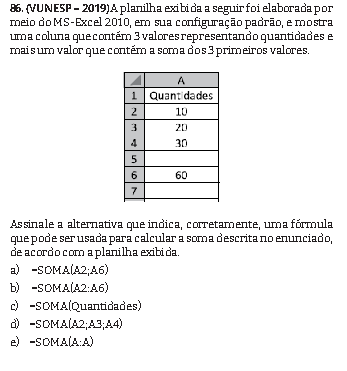 86. (VUNESP – 2019) A planilha exibida a seguir foi elaborada por
meio do MS-Excel 2010, em sua configuração padrão, e mostra
uma coluna que contém 3 valores representando quantidades e
mais um valor que contém a soma dos 3 primeiros valores.
A
1 Quantidades
2 10
3 20
4 30
5
6 60
7
Assinale a alternativa que indica, corretamente, uma fórmula
que pode ser usada para calcular a soma descrita no enunciado,
de acordo com a planilha exibida.
a) =SOMA(A2;A6)
b) =SOMA(A2:A6)
c) =SOMA(Quantidades)
d) =SOMA(A2;A3;A4)
e) =SOMA(A:A)